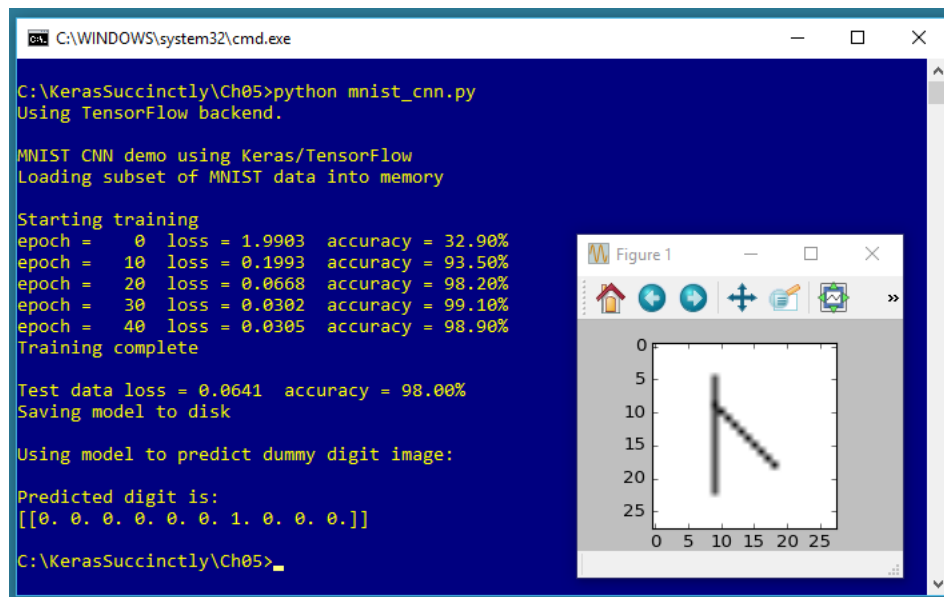 C:\WINDOWS\system32\cmd.exe
C:\KerasSuccinctly\Ch05>python mnist_cnn.py
Using TensorFlow backend.
MNIST CNN demo using Keras/TensorFlow
Loading subset of MNIST data into memory
Starting training
epoch =    0  loss = 1.9903  accuracy = 32.90%
epoch =   10  loss = 0.1993  accuracy = 93.50%
epoch =   20  loss = 0.0668  accuracy = 98.20%
epoch =   30  loss = 0.0302  accuracy = 99.10%
epoch =   40  loss = 0.0305  accuracy = 98.90%
Training complete
Test data loss = 0.0641  accuracy = 98.00%
Saving model to disk
Using model to predict dummy digit image:
Predicted digit is:
[[0. 0. 0. 0. 0. 0. 1. 0. 0. 0.]]
C:\KerasSuccinctly\Ch05>
Figure 1
»
0
5
10
15
20
25
0 5 10 15 20 25